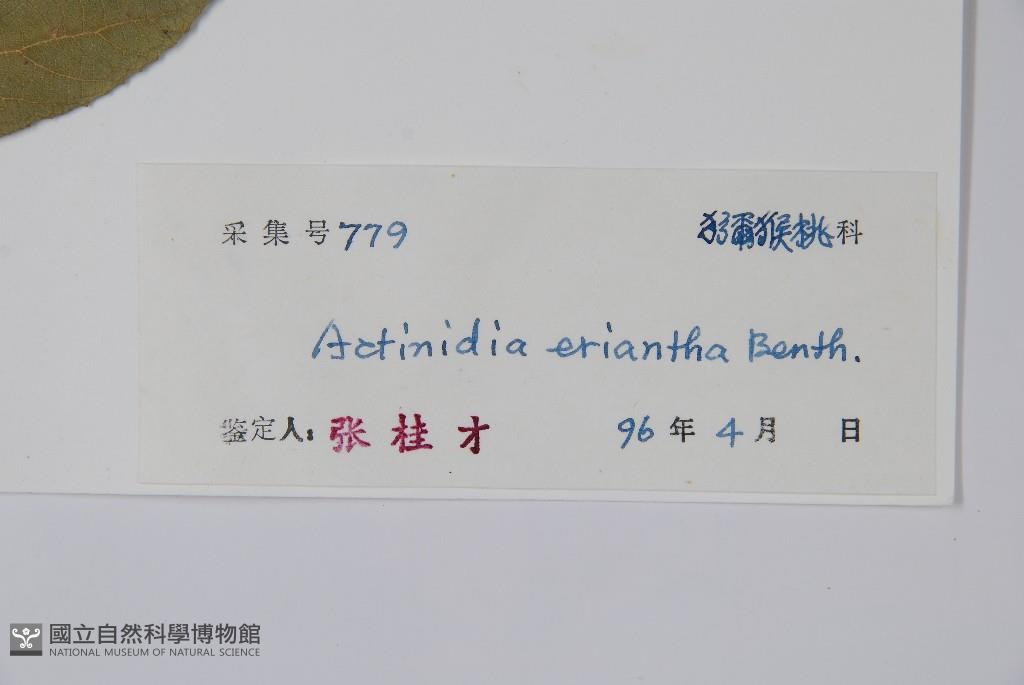 采集号779 獼猴桃科
Actinidia eriantha Benth.
鉴定人: 张桂才 96年4月 日
國立自然科學博物館
NATIONAL MUSEUM OF NATURAL SCIENCE